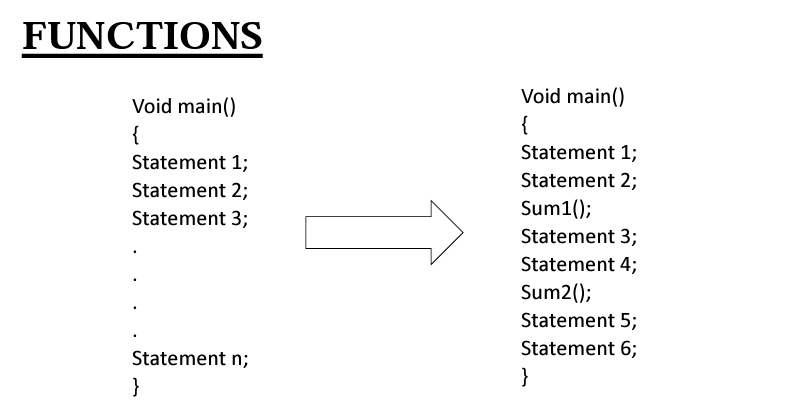 FUNCTIONS
Void main()
{
Statement 1;
Statement 2;
Statement 3;
.
.
.
.
Statement n;
}
Void main()
{
Statement 1;
Statement 2;
Sum1();
Statement 3;
Statement 4;
Sum2();
Statement 5;
Statement 6;
}